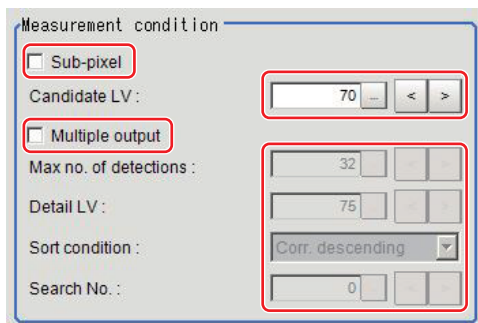 Measurement condition
Sub-pixel
Candidate LV : 70 ... < >
Multiple output
Max no. of detections : 32 ... < >
Detail LV : 75 ... < >
Sort condition : Corr. descending
Search No. : 0 ... < >